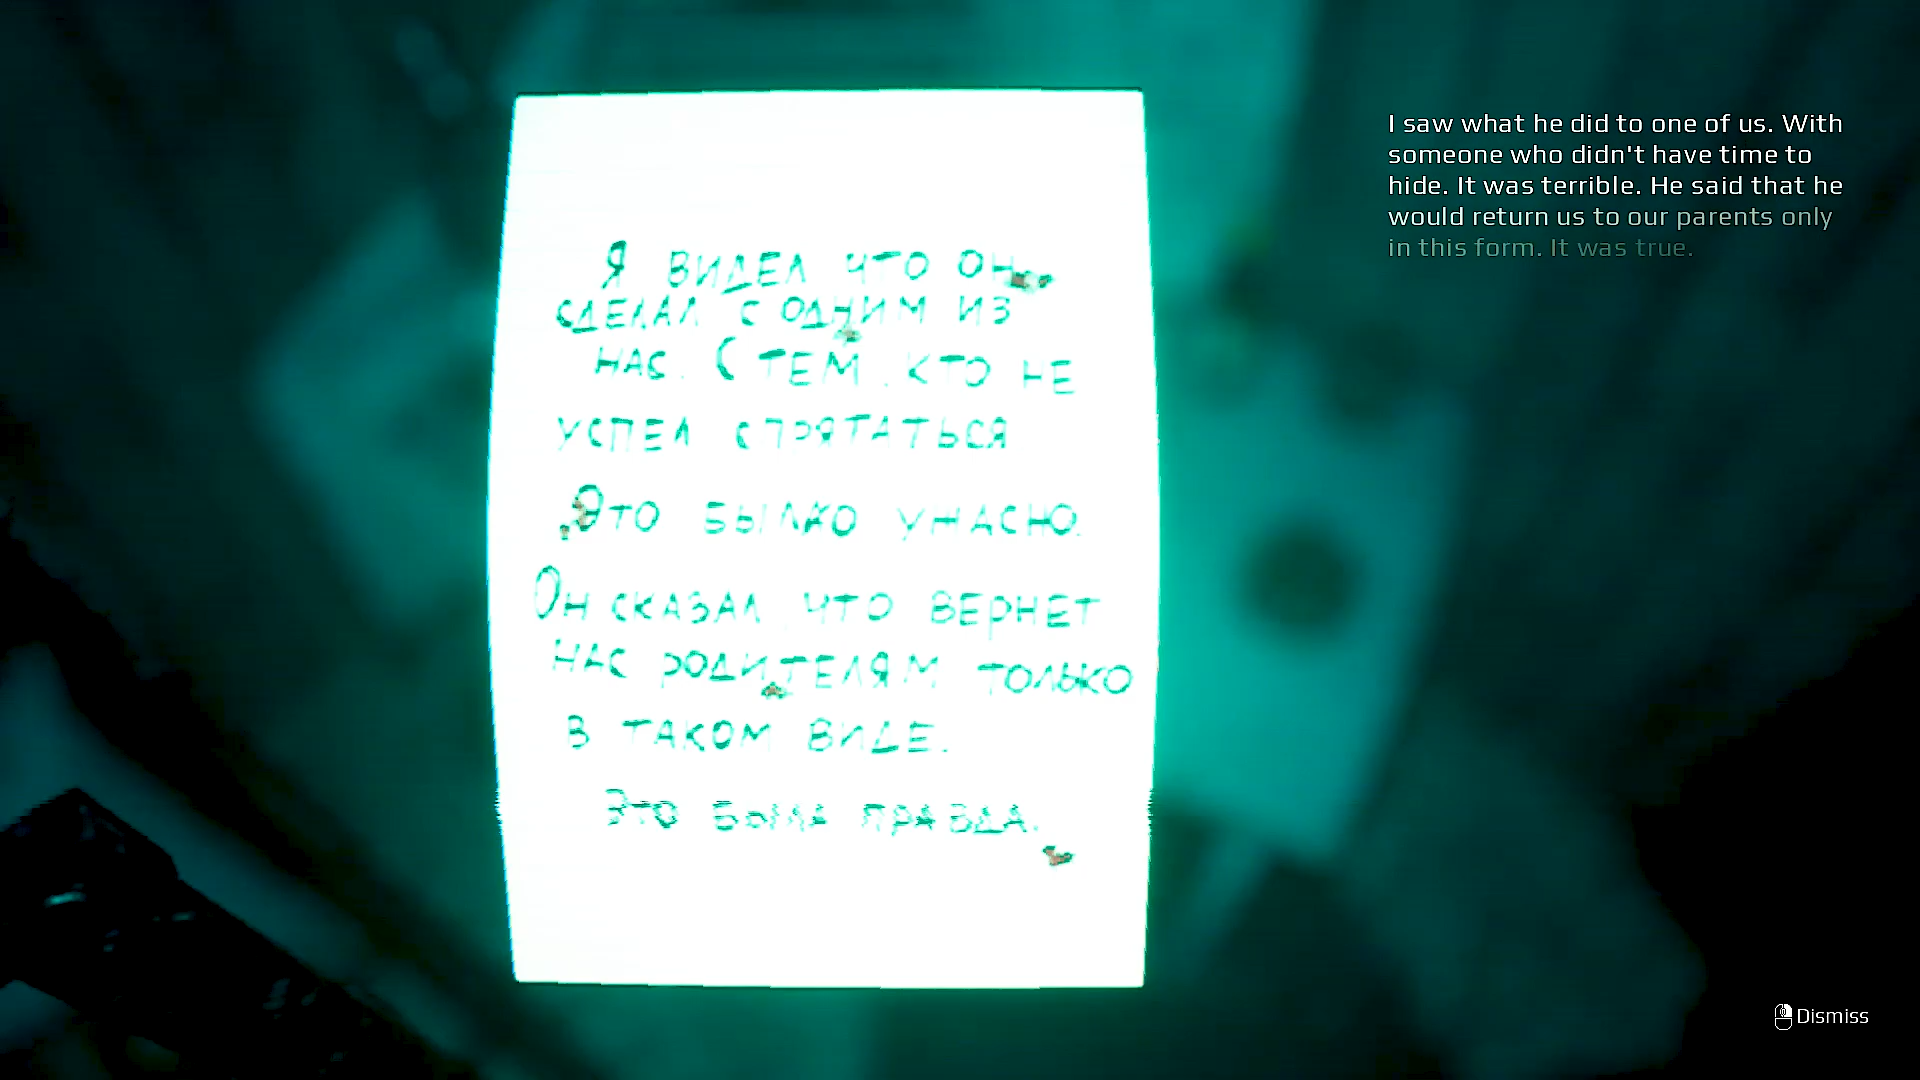 Я ВИДЕЛ ЧТО ОН
СДЕЛАЛ С ОДНИМ ИЗ
НАС. С ТЕМ, КТО НЕ
УСПЕЛ СПРЯТАТЬСЯ
ЭТО БЫЛО УЖАСНО.
ОН СКАЗАЛ, ЧТО ВЕРНЕТ
НАС РОДИТЕЛЯМ ТОЛЬКО
В ТАКОМ ВИДЕ.
ЭТО БЫЛА ПРАВДА.
I saw what he did to one of us. With
someone who didn't have time to
hide. It was terrible. He said that he
would return us to our parents only
in this form. It was true.
Dismiss